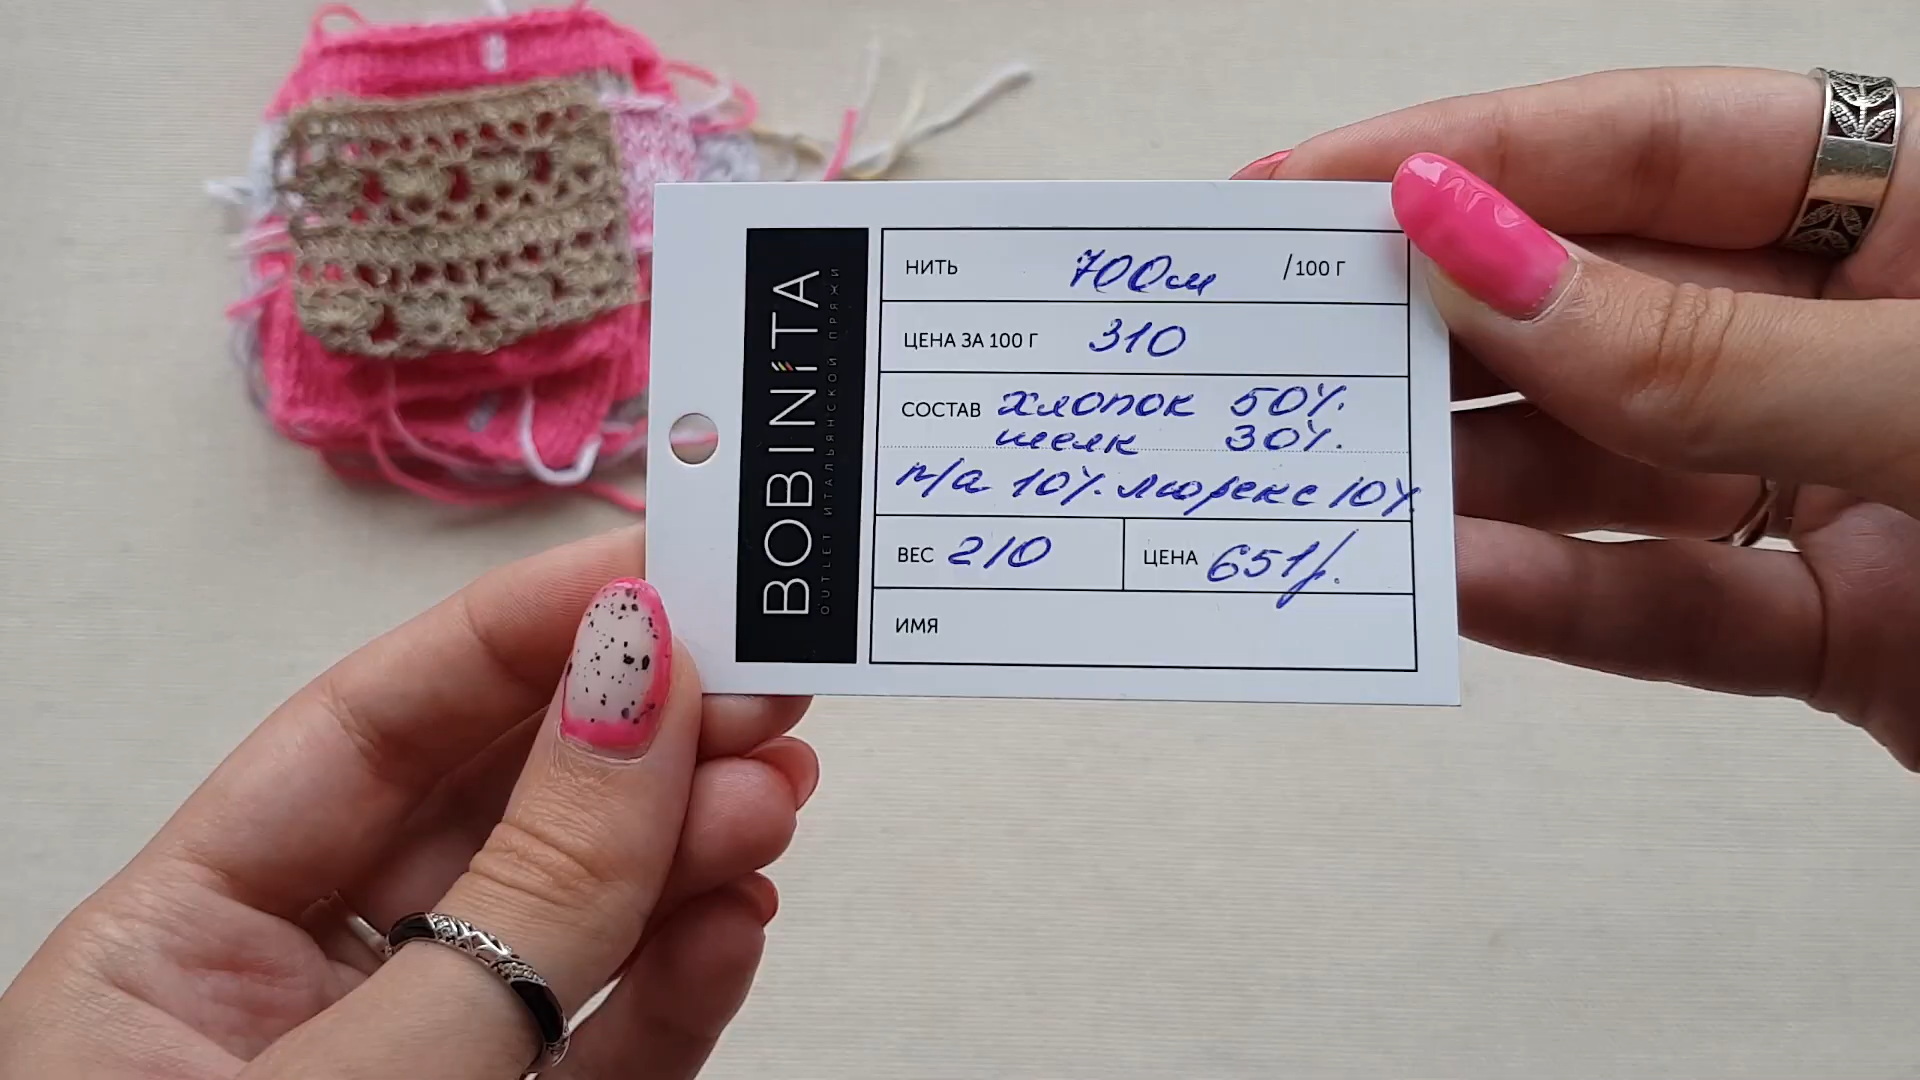 BOBINITA
OUTLET ИТАЛЬЯНСКОЙ ПРЯЖИ
НИТЬ 700м /100 Г
ЦЕНА ЗА 100 Г 310
СОСТАВ хлопок 50%.
шелк 30%.
п/а 10%. люрекс 10%.
ВЕС 210 ЦЕНА 651р.
ИМЯ